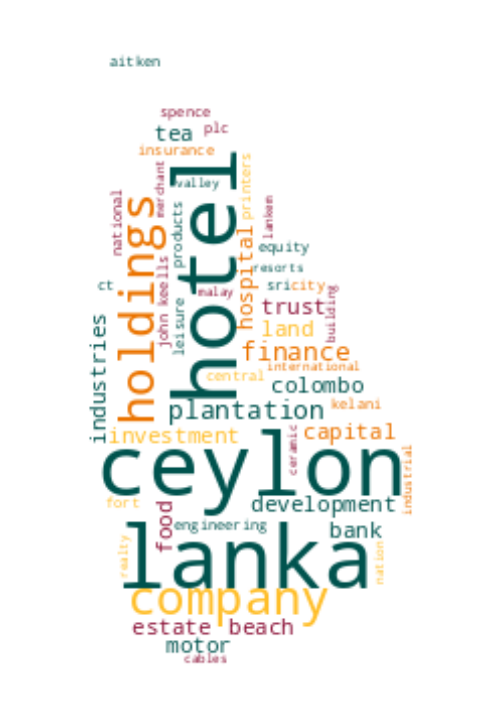 aitken
spence
tea
plc
insurance
merchant
valley
printers
hotel
national
holdings
products
lankem
hospital
equity
resorts
john keells
ct
malay
sri
city
leisure
trust
building
land
industries
finance
international
central
colombo
plantation
kelani
investment
ceramic
capital
ceylon
industrial
fort
food
development
engineering
bank
lanka
realty
nation
company
estate
beach
motor
cables